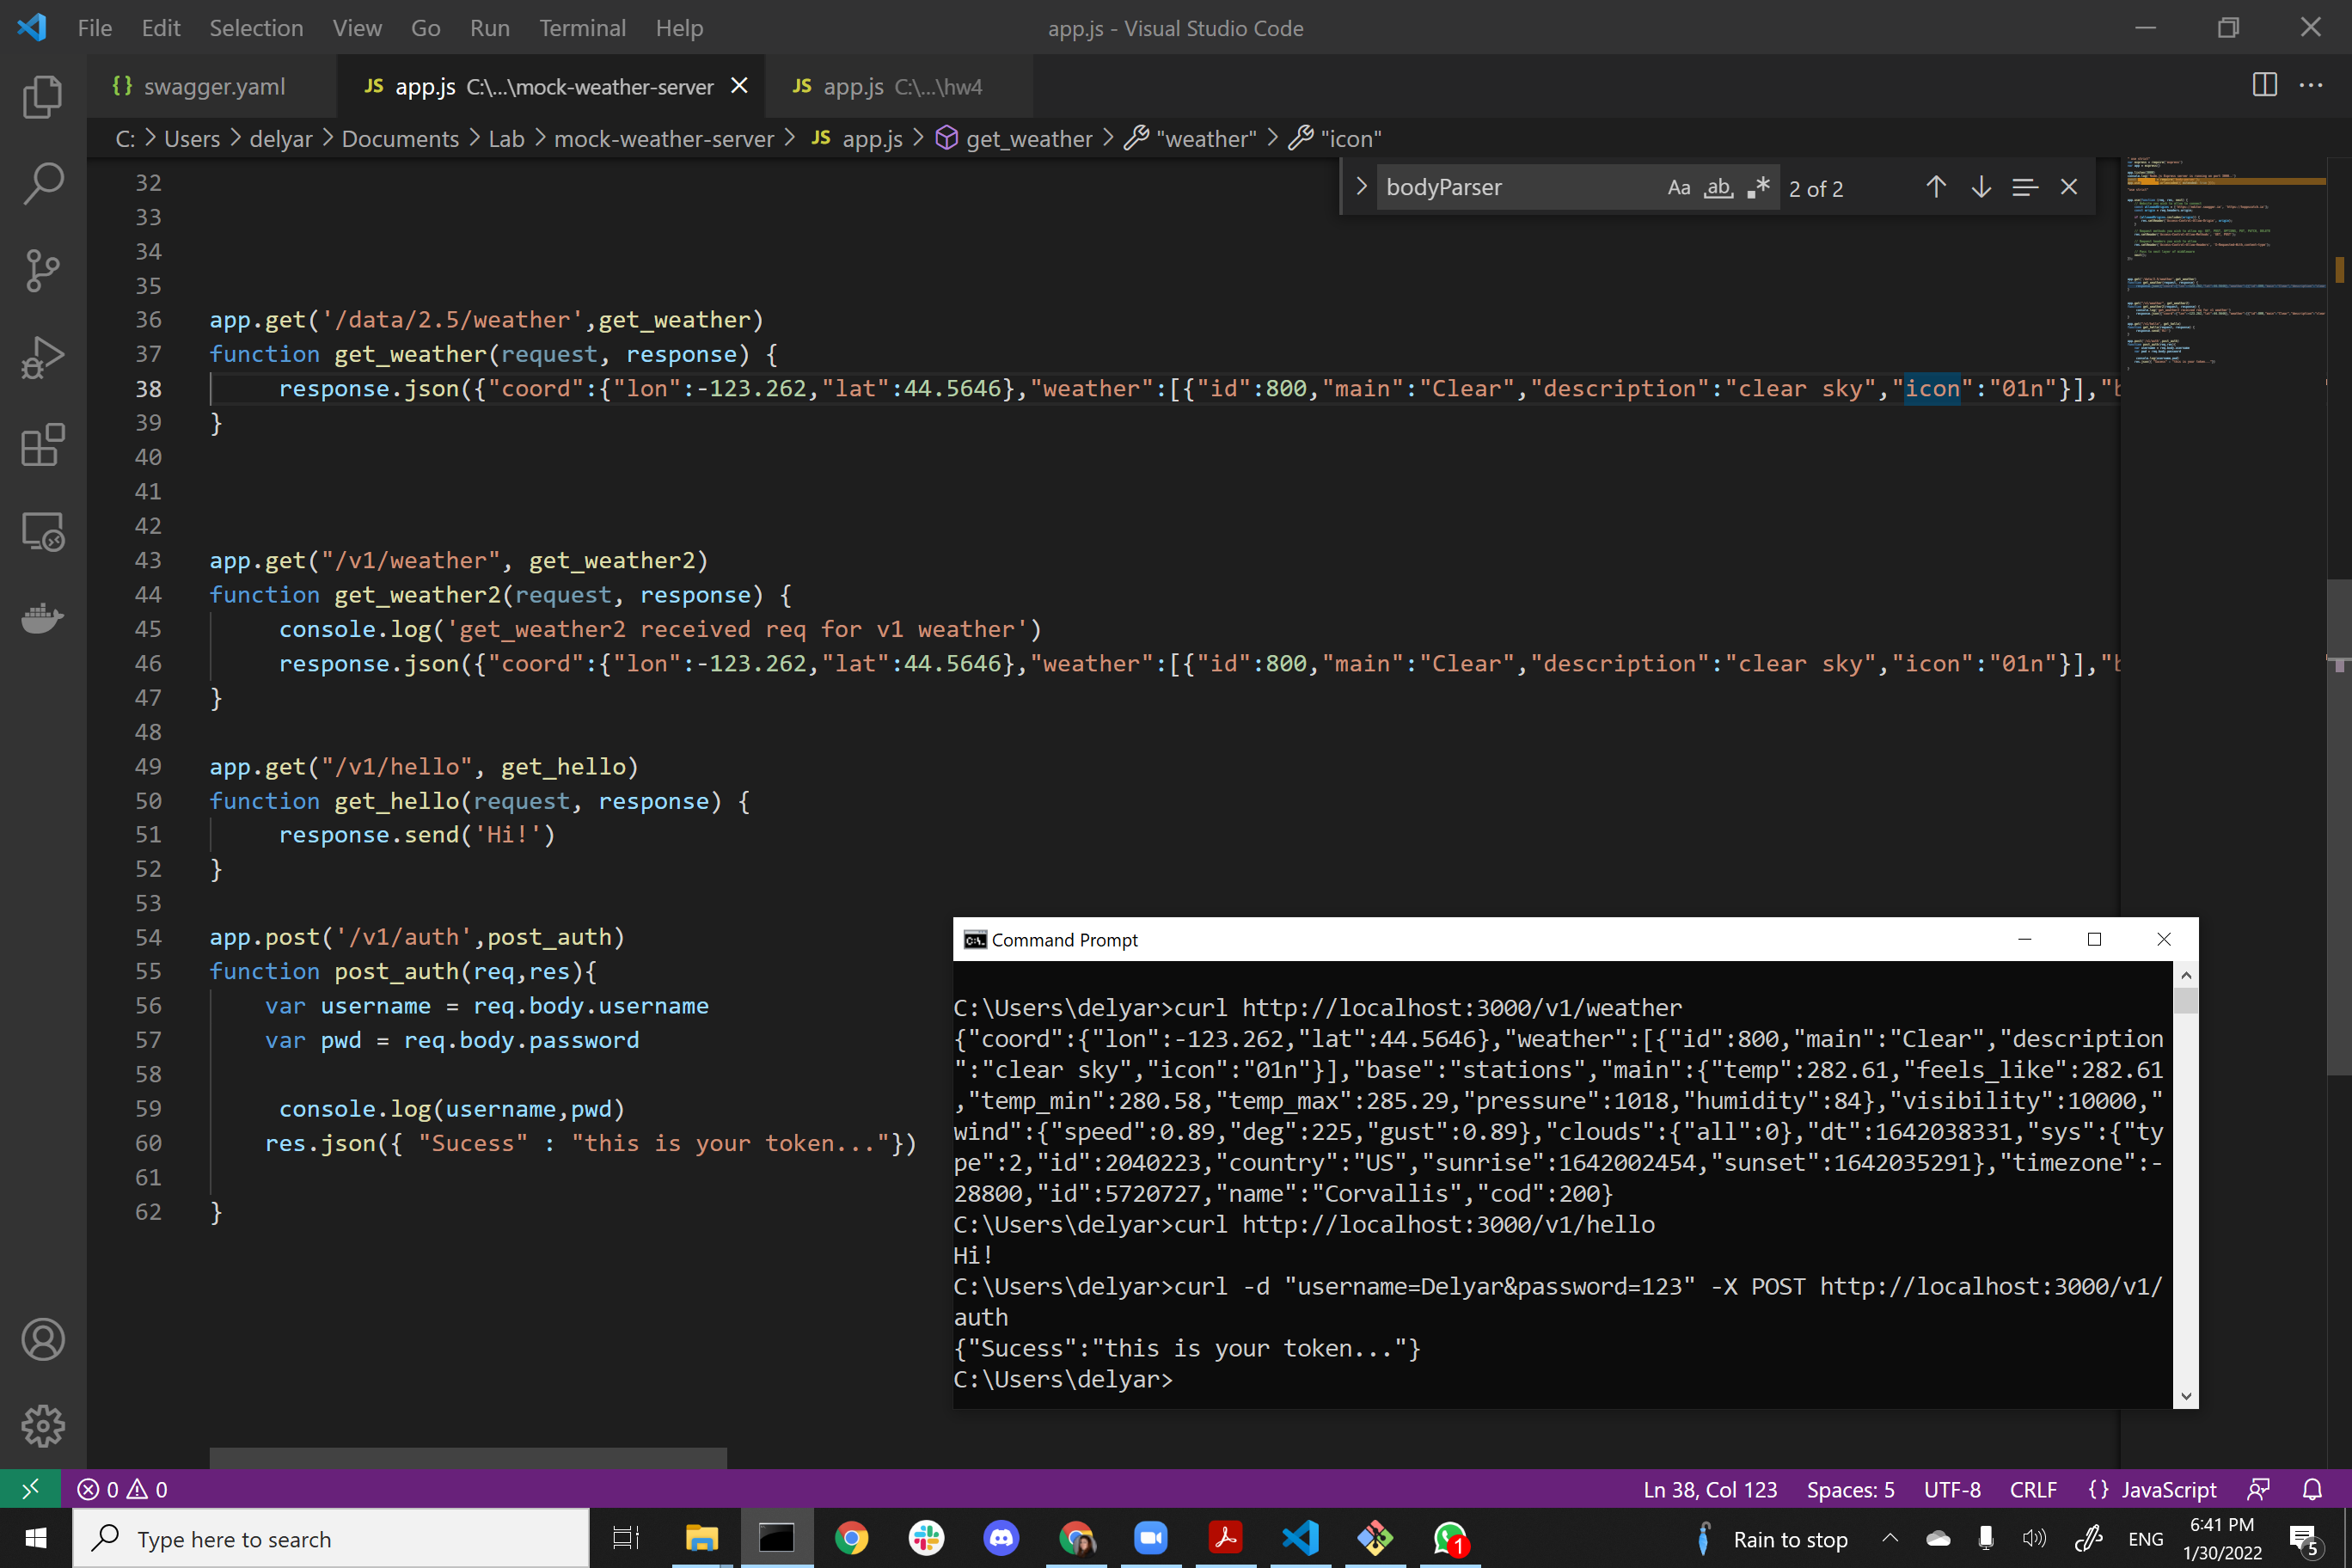 File Edit Selection View Go Run Terminal Help
app.js - Visual Studio Code
{} swagger.yaml
JS app.js C:\...\mock-weather-server
JS app.js C:\...\hw4
C: > Users > delyar > Documents > Lab > mock-weather-server > JS app.js > get_weather > "weather" > "icon"
bodyParser Aa ab .* 2 of 2
32
33
34
35
36 app.get('/data/2.5/weather',get_weather)
37 function get_weather(request, response) {
38 response.json({"coord":{"lon":-123.262,"lat":44.5646},"weather":[{"id":800,"main":"Clear","description":"clear sky","icon":"01n"}],"b
39 }
40
41
42
43 app.get("/v1/weather", get_weather2)
44 function get_weather2(request, response) {
45 console.log('get_weather2 received req for v1 weather')
46 response.json({"coord":{"lon":-123.262,"lat":44.5646},"weather":[{"id":800,"main":"Clear","description":"clear sky","icon":"01n"}],"b
47 }
48
49 app.get("/v1/hello", get_hello)
50 function get_hello(request, response) {
51 response.send('Hi!')
52 }
53
54 app.post('/v1/auth',post_auth)
55 function post_auth(req,res){
56 var username = req.body.username
57 var pwd = req.body.password
58
59 console.log(username,pwd)
60 res.json({ "Sucess" : "this is your token..."})
61
62 }
Command Prompt
C:\Users\delyar>curl http://localhost:3000/v1/weather
{"coord":{"lon":-123.262,"lat":44.5646},"weather":[{"id":800,"main":"Clear","description
":"clear sky","icon":"01n"}],"base":"stations","main":{"temp":282.61,"feels_like":282.61
,"temp_min":280.58,"temp_max":285.29,"pressure":1018,"humidity":84},"visibility":10000,"
wind":{"speed":0.89,"deg":225,"gust":0.89},"clouds":{"all":0},"dt":1642038331,"sys":{"ty
pe":2,"id":2040223,"country":"US","sunrise":1642002454,"sunset":1642035291},"timezone":-
28800,"id":5720727,"name":"Corvallis","cod":200}
C:\Users\delyar>curl http://localhost:3000/v1/hello
Hi!
C:\Users\delyar>curl -d "username=Delyar&password=123" -X POST http://localhost:3000/v1/
auth
{"Sucess":"this is your token..."}
C:\Users\delyar>
0 0
Ln 38, Col 123 Spaces: 5 UTF-8 CRLF {} JavaScript
Type here to search
1
Rain to stop
ENG
6:41 PM
1/30/2022
5